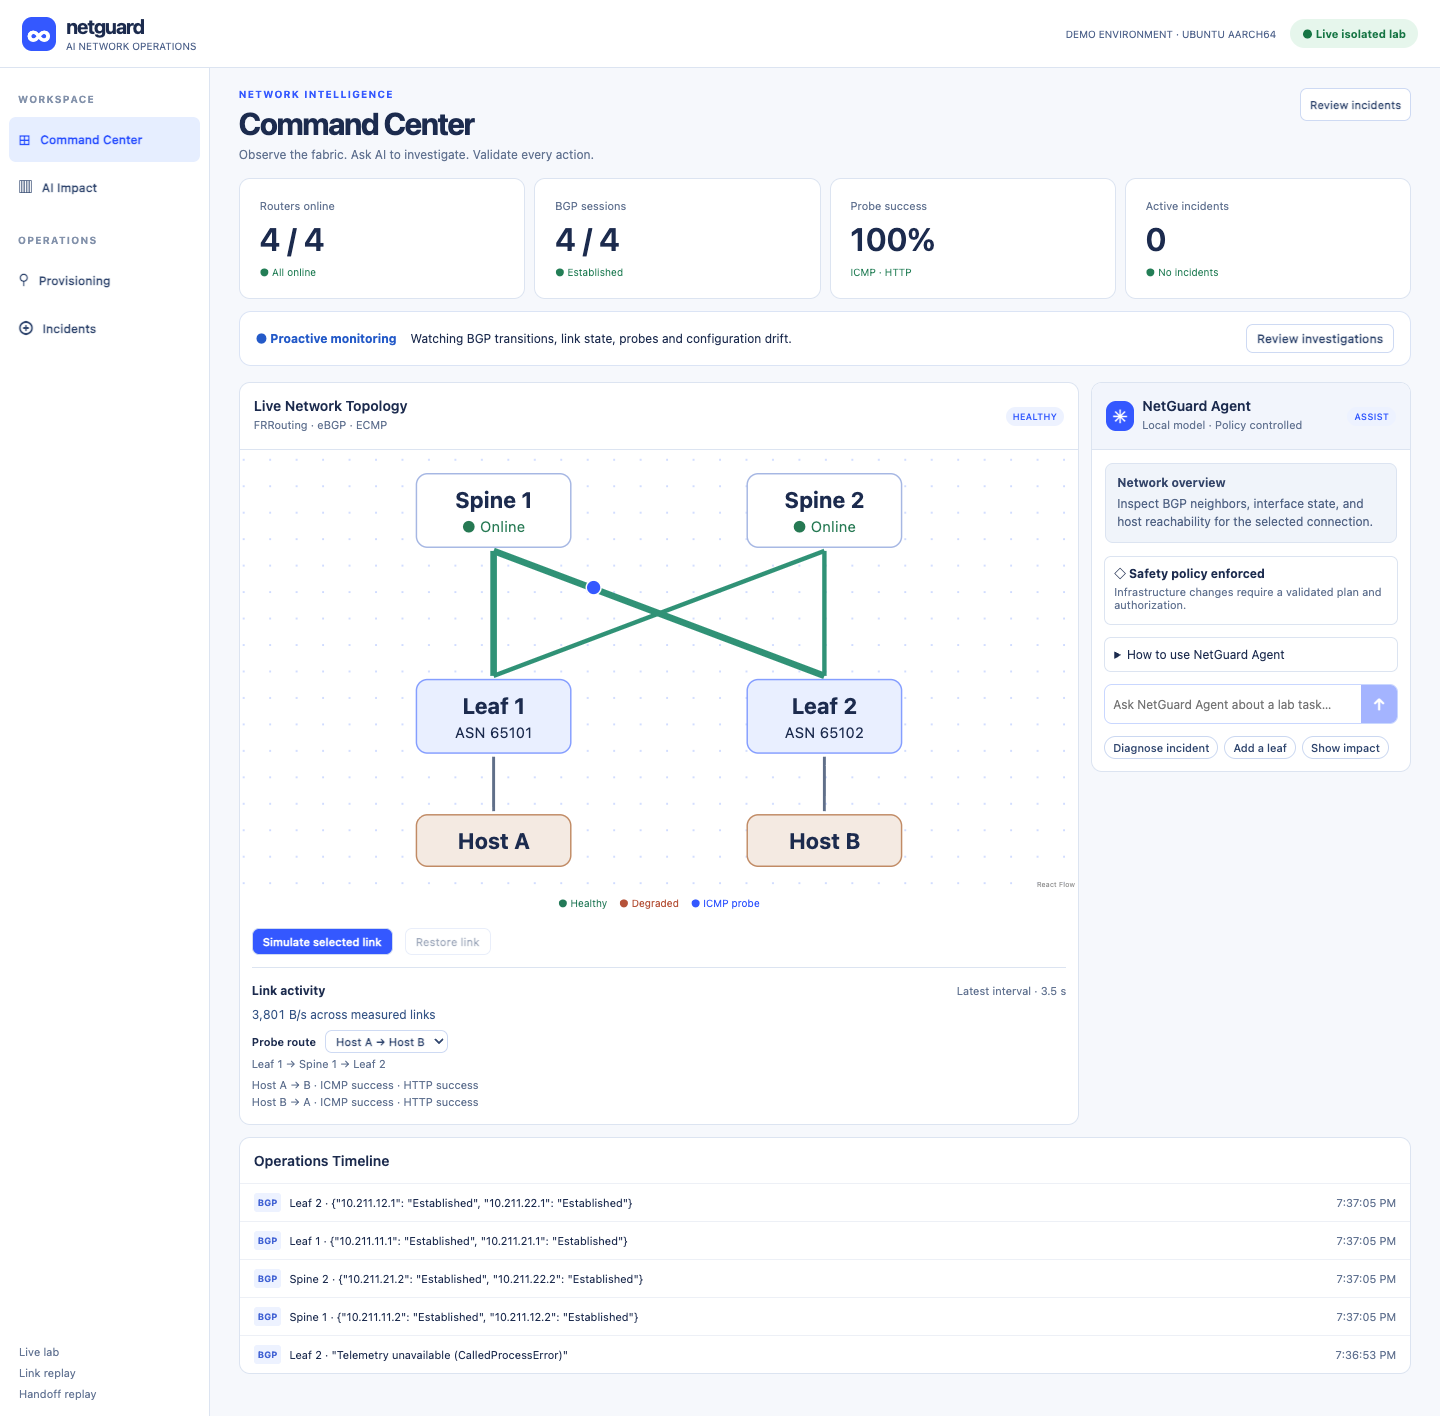 netguard
AI NETWORK OPERATIONS
DEMO ENVIRONMENT · UBUNTU AARCH64
● Live isolated lab
WORKSPACE
Command Center
AI Impact
OPERATIONS
Provisioning
Incidents
Live lab
Link replay
Handoff replay
NETWORK INTELLIGENCE
Command Center
Observe the fabric. Ask AI to investigate. Validate every action.
Review incidents
Routers online
4 / 4
● All online
BGP sessions
4 / 4
● Established
Probe success
100%
ICMP · HTTP
Active incidents
0
● No incidents
● Proactive monitoring Watching BGP transitions, link state, probes and configuration drift.
Review investigations
Live Network Topology
FRRouting · eBGP · ECMP
HEALTHY
Spine 1
● Online
Spine 2
● Online
Leaf 1
ASN 65101
Leaf 2
ASN 65102
Host A
Host B
React Flow
● Healthy ● Degraded ● ICMP probe
Simulate selected link
Restore link
Link activity
Latest interval · 3.5 s
3,801 B/s across measured links
Probe route Host A → Host B
Leaf 1 → Spine 1 → Leaf 2
Host A → B · ICMP success · HTTP success
Host B → A · ICMP success · HTTP success
NetGuard Agent
Local model · Policy controlled
ASSIST
Network overview
Inspect BGP neighbors, interface state, and
host reachability for the selected connection.
◇ Safety policy enforced
Infrastructure changes require a validated plan and
authorization.
▶ How to use NetGuard Agent
Ask NetGuard Agent about a lab task...
Diagnose incident
Add a leaf
Show impact
Operations Timeline
BGP Leaf 2 · {"10.211.12.1": "Established", "10.211.22.1": "Established"} 7:37:05 PM
BGP Leaf 1 · {"10.211.11.1": "Established", "10.211.21.1": "Established"} 7:37:05 PM
BGP Spine 2 · {"10.211.21.2": "Established", "10.211.22.2": "Established"} 7:37:05 PM
BGP Spine 1 · {"10.211.11.2": "Established", "10.211.12.2": "Established"} 7:37:05 PM
BGP Leaf 2 · "Telemetry unavailable (CalledProcessError)" 7:36:53 PM